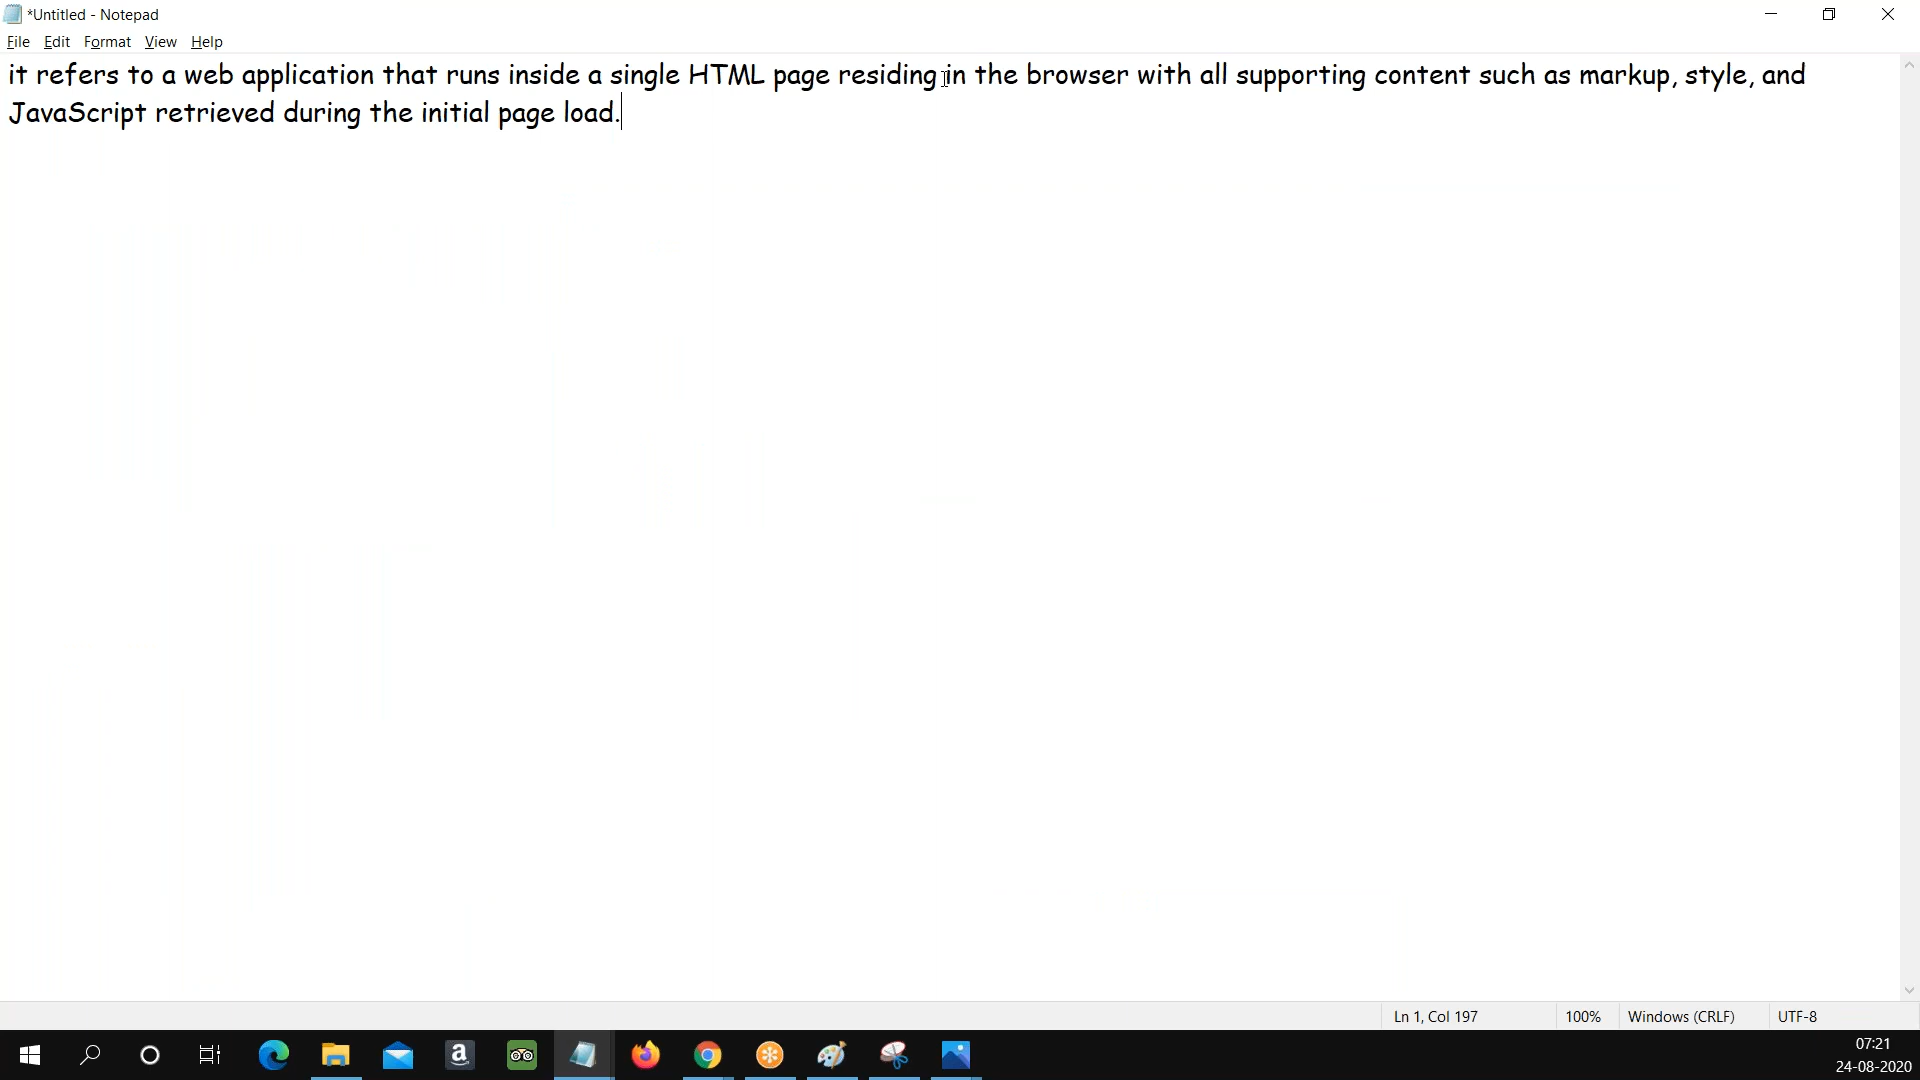 *Untitled - Notepad
File Edit Format View Help
it refers to a web application that runs inside a single HTML page residing in the browser with all supporting content such as markup, style, and
JavaScript retrieved during the initial page load.
Ln 1, Col 197 100% Windows (CRLF) UTF-8
07:21
24-08-2020